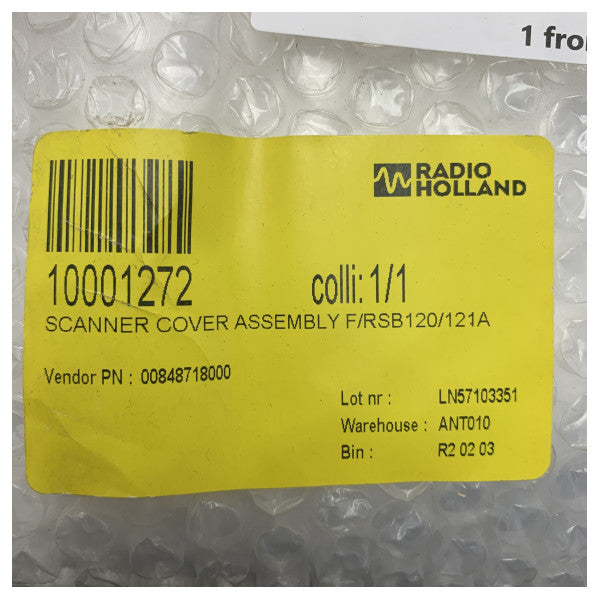 1 fro
RADIO
HOLLAND
10001272 colli: 1/1
SCANNER COVER ASSEMBLY F/RSB120/121A
Vendor PN : 00848718000
Lot nr : LN57103351
Warehouse : ANT010
Bin : R2 02 03